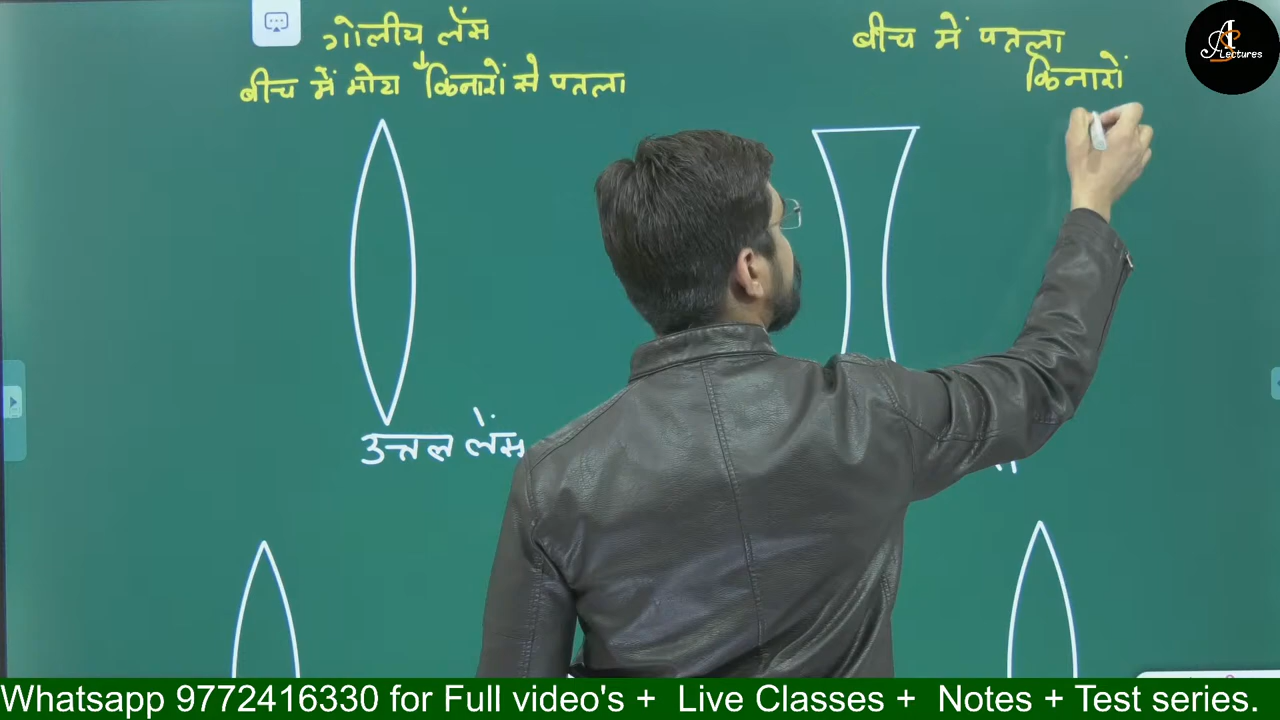 गोलीय लेंस
बीच में मोटा किनारों से पतला
बीच में पतला
किनारों
उत्तल लेंस
Lectures
Whatsapp 9772416330 for Full video's + Live Classes + Notes + Test series.